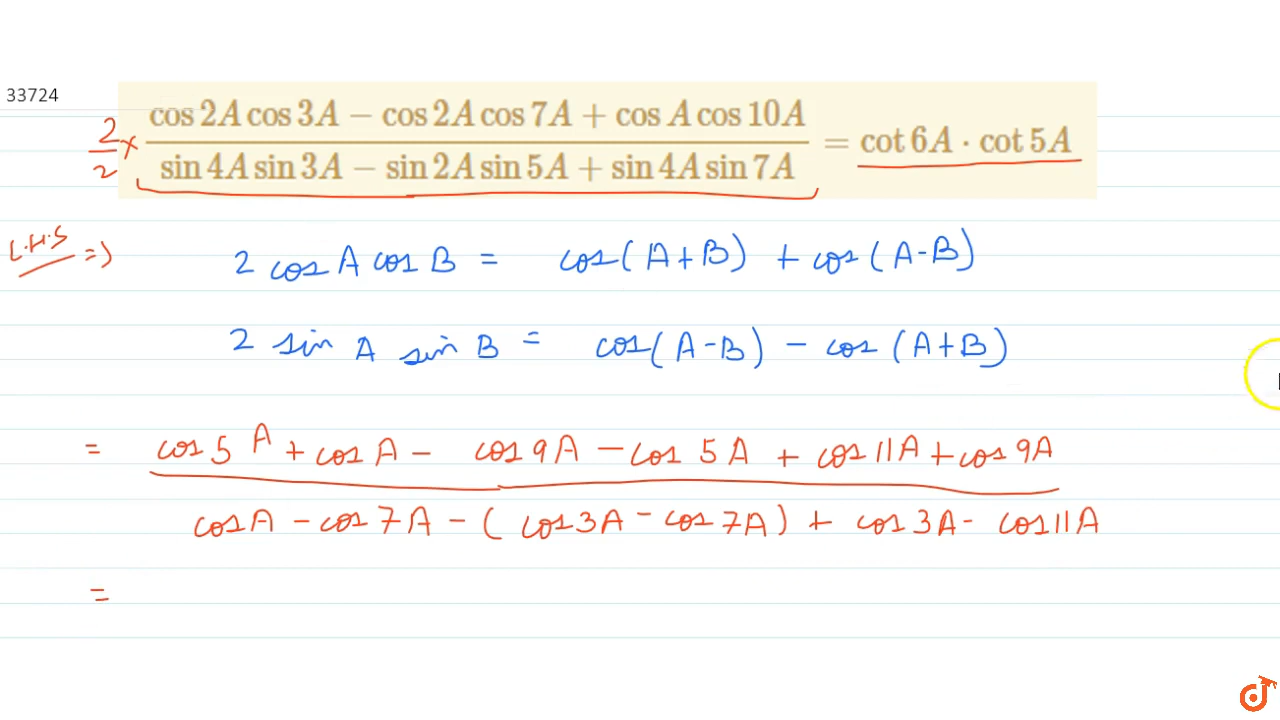 33724
2/2 × (cos 2A cos 3A − cos 2A cos 7A + cos A cos 10A) / (sin 4A sin 3A − sin 2A sin 5A + sin 4A sin 7A) = cot 6A · cot 5A
L.H.S ⇒ 2 cos A cos B = cos(A+B) + cos(A-B)
2 sin A sin B = cos(A-B) − cos(A+B)
= cos 5A + cos A − cos 9A − cos 5A + cos 11A + cos 9A
cos A − cos 7A − (cos 3A − cos 7A) + cos 3A − cos 11A
=